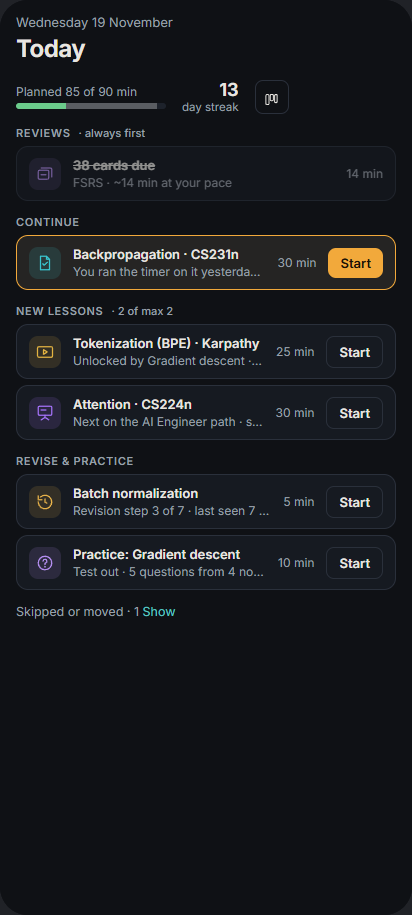 Wednesday 19 November
Today
Planned 85 of 90 min
13
day streak
REVIEWS · always first
38 cards due
FSRS · ~14 min at your pace
14 min
CONTINUE
Backpropagation · CS231n
You ran the timer on it yesterda...
30 min
Start
NEW LESSONS · 2 of max 2
Tokenization (BPE) · Karpathy
Unlocked by Gradient descent ·...
25 min
Start
Attention · CS224n
Next on the AI Engineer path · s...
30 min
Start
REVISE & PRACTICE
Batch normalization
Revision step 3 of 7 · last seen 7 ...
5 min
Start
Practice: Gradient descent
Test out · 5 questions from 4 no...
10 min
Start
Skipped or moved · 1 Show